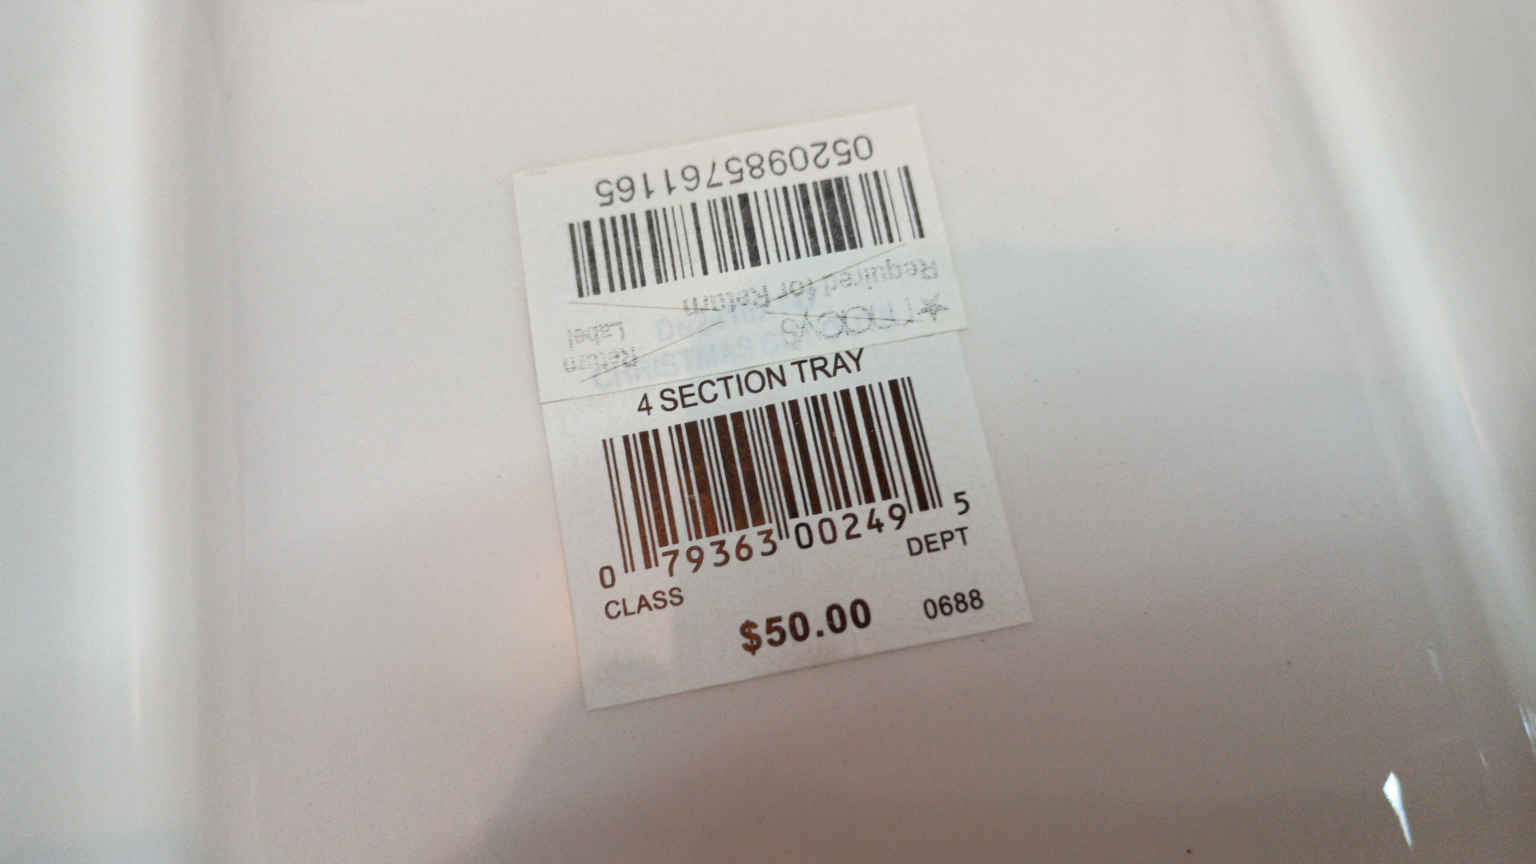 0520985761165
Required for Return
macy's
Return
Label
CHRISTMAS
4 SECTION TRAY
0 79363 00249 5
CLASS
DEPT
$50.00
0688